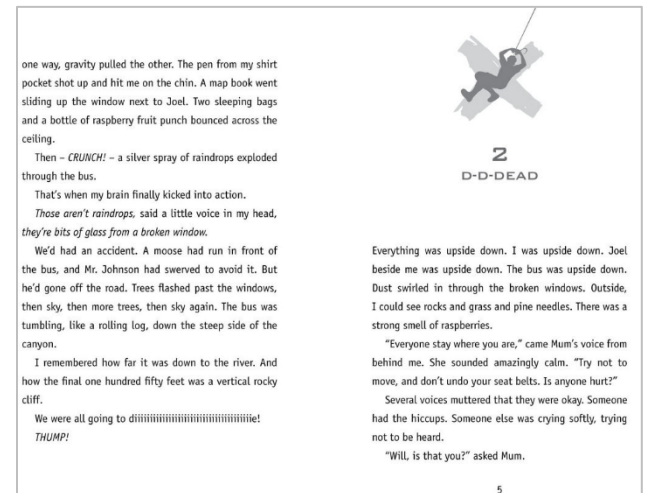 one way, gravity pulled the other. The pen from my shirt
pocket shot up and hit me on the chin. A map book went
sliding up the window next to Joel. Two sleeping bags
and a bottle of raspberry fruit punch bounced across the
ceiling.
Then – CRUNCH! – a silver spray of raindrops exploded
through the bus.
That's when my brain finally kicked into action.
Those aren't raindrops, said a little voice in my head,
they're bits of glass from a broken window.
We'd had an accident. A moose had run in front of
the bus, and Mr. Johnson had swerved to avoid it. But
he'd gone off the road. Trees flashed past the windows,
then sky, then more trees, then sky again. The bus was
tumbling, like a rolling log, down the steep side of the
canyon.
I remembered how far it was down to the river. And
how the final one hundred fifty feet was a vertical rocky
cliff.
We were all going to diiiiiiiiiiiiiiiiiiiiiiiiiiiiiiiiiiiiie!
THUMP!
2
D-D-DEAD
Everything was upside down. I was upside down. Joel
beside me was upside down. The bus was upside down.
Dust swirled in through the broken windows. Outside,
I could see rocks and grass and pine needles. There was a
strong smell of raspberries.
"Everyone stay where you are," came Mum's voice from
behind me. She sounded amazingly calm. "Try not to
move, and don't undo your seat belts. Is anyone hurt?"
Several voices muttered that they were okay. Someone
had the hiccups. Someone else was crying softly, trying
not to be heard.
"Will, is that you?" asked Mum.
5